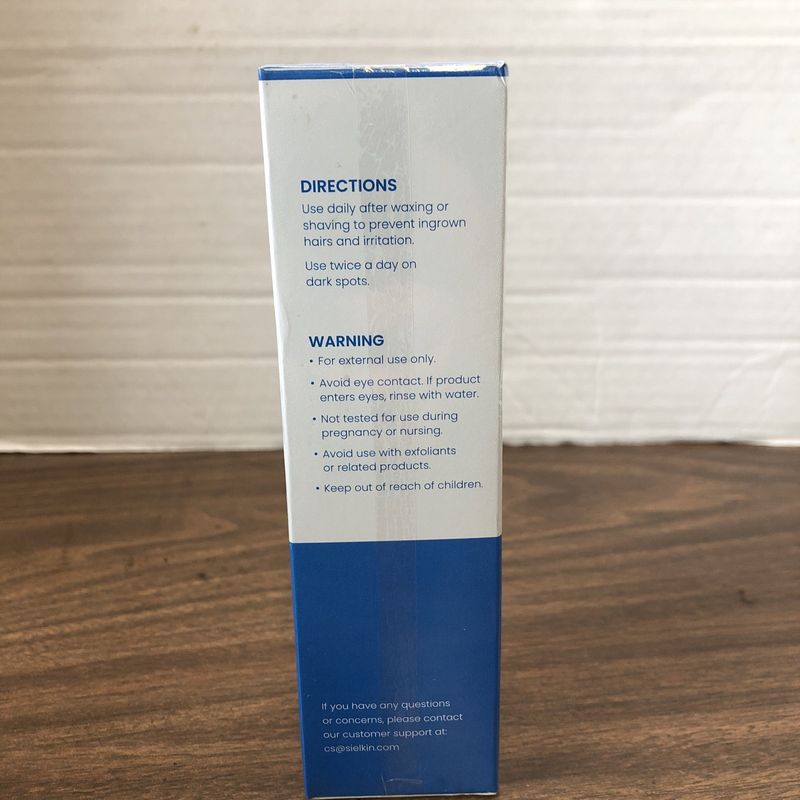 DIRECTIONS
Use daily after waxing or
shaving to prevent ingrown
hairs and irritation.
Use twice a day on
dark spots.
WARNING
• For external use only.
• Avoid eye contact. If product
enters eyes, rinse with water.
• Not tested for use during
pregnancy or nursing.
• Avoid use with exfoliants
or related products.
• Keep out of reach of children.
If you have any questions
or concerns, please contact
our customer support at:
cs@sielkin.com